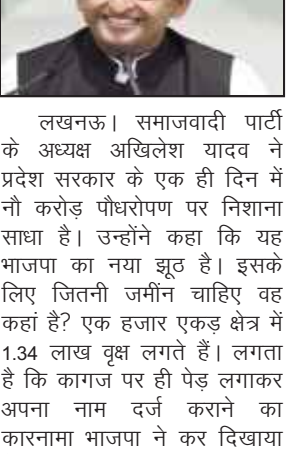 लखनऊ। समाजवादी पार्टी
के अध्यक्ष अखिलेश यादव ने
प्रदेश सरकार के एक ही दिन में
नौ करोड़ पौधरोपण पर निशाना
साधा है। उन्होंने कहा कि यह
भाजपा का नया झूठ है। इसके
लिए जितनी जमींन चाहिए वह
कहां है? एक हजार एकड़ क्षेत्र में
1.34 लाख वृक्ष लगते हैं। लगता
है कि कागज पर ही पेड़ लगाकर
अपना नाम दर्ज कराने का
कारनामा भाजपा ने कर दिखाया